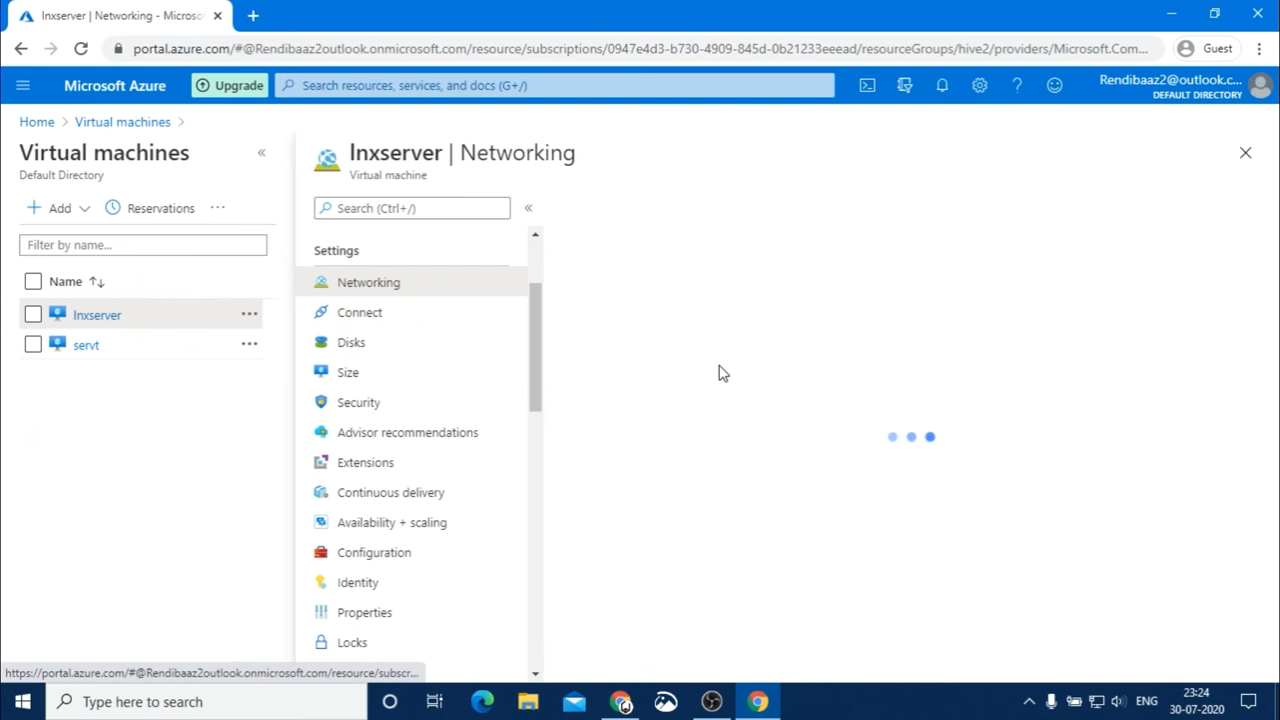 lnxserver | Networking - Microso
portal.azure.com/#@Rendibaaz2outlook.onmicrosoft.com/resource/subscriptions/0947e4d3-b730-4909-845d-0b21233eeead/resourceGroups/hive2/providers/Microsoft.Com...
Guest
Microsoft Azure
Upgrade
Search resources, services, and docs (G+/)
Rendibaaz2@outlook.c...
DEFAULT DIRECTORY
Home > Virtual machines >
Virtual machines
Default Directory
Add
Reservations
...
Filter by name...
Name
lnxserver
...
servt
...
lnxserver | Networking
Virtual machine
Search (Ctrl+/)
Settings
Networking
Connect
Disks
Size
Security
Advisor recommendations
Extensions
Continuous delivery
Availability + scaling
Configuration
Identity
Properties
Locks
https://portal.azure.com/#@Rendibaaz2outlook.onmicrosoft.com/resource/subscr...
Type here to search
ENG
23:24
30-07-2020